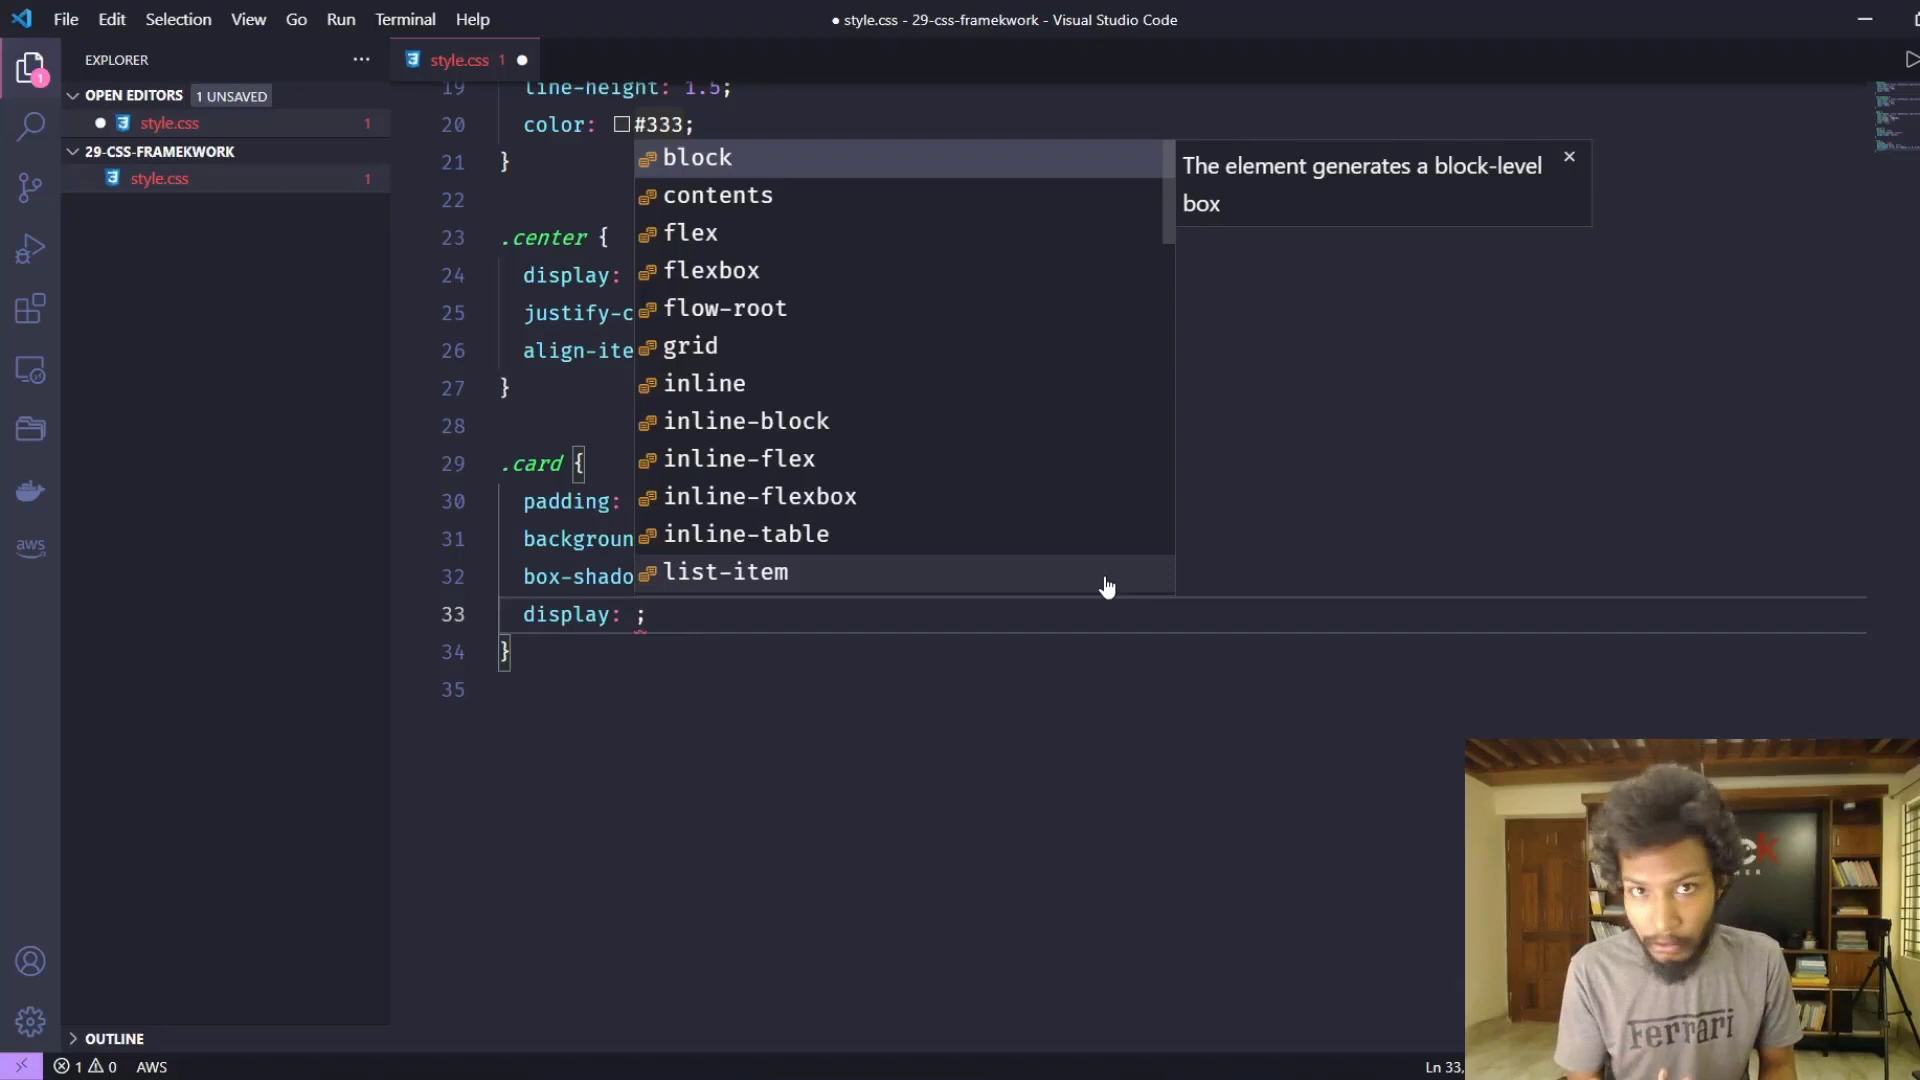 File Edit Selection View Go Run Terminal Help
● style.css - 29-css-framekwork - Visual Studio Code
EXPLORER
OPEN EDITORS 1 UNSAVED
style.css 1
29-CSS-FRAMEKWORK
style.css 1
1
OUTLINE
aws
style.css 1
19 line-height: 1.5;
20 color: #333;
21 }
22
23 .center {
24 display:
25 justify-c
26 align-ite
27 }
28
29 .card {
30 padding:
31 backgroun
32 box-shado
33 display: ;
34 }
35
block
contents
flex
flexbox
flow-root
grid
inline
inline-block
inline-flex
inline-flexbox
inline-table
list-item
The element generates a block-level
box
Ferrari
1 0 AWS
Ln 33,